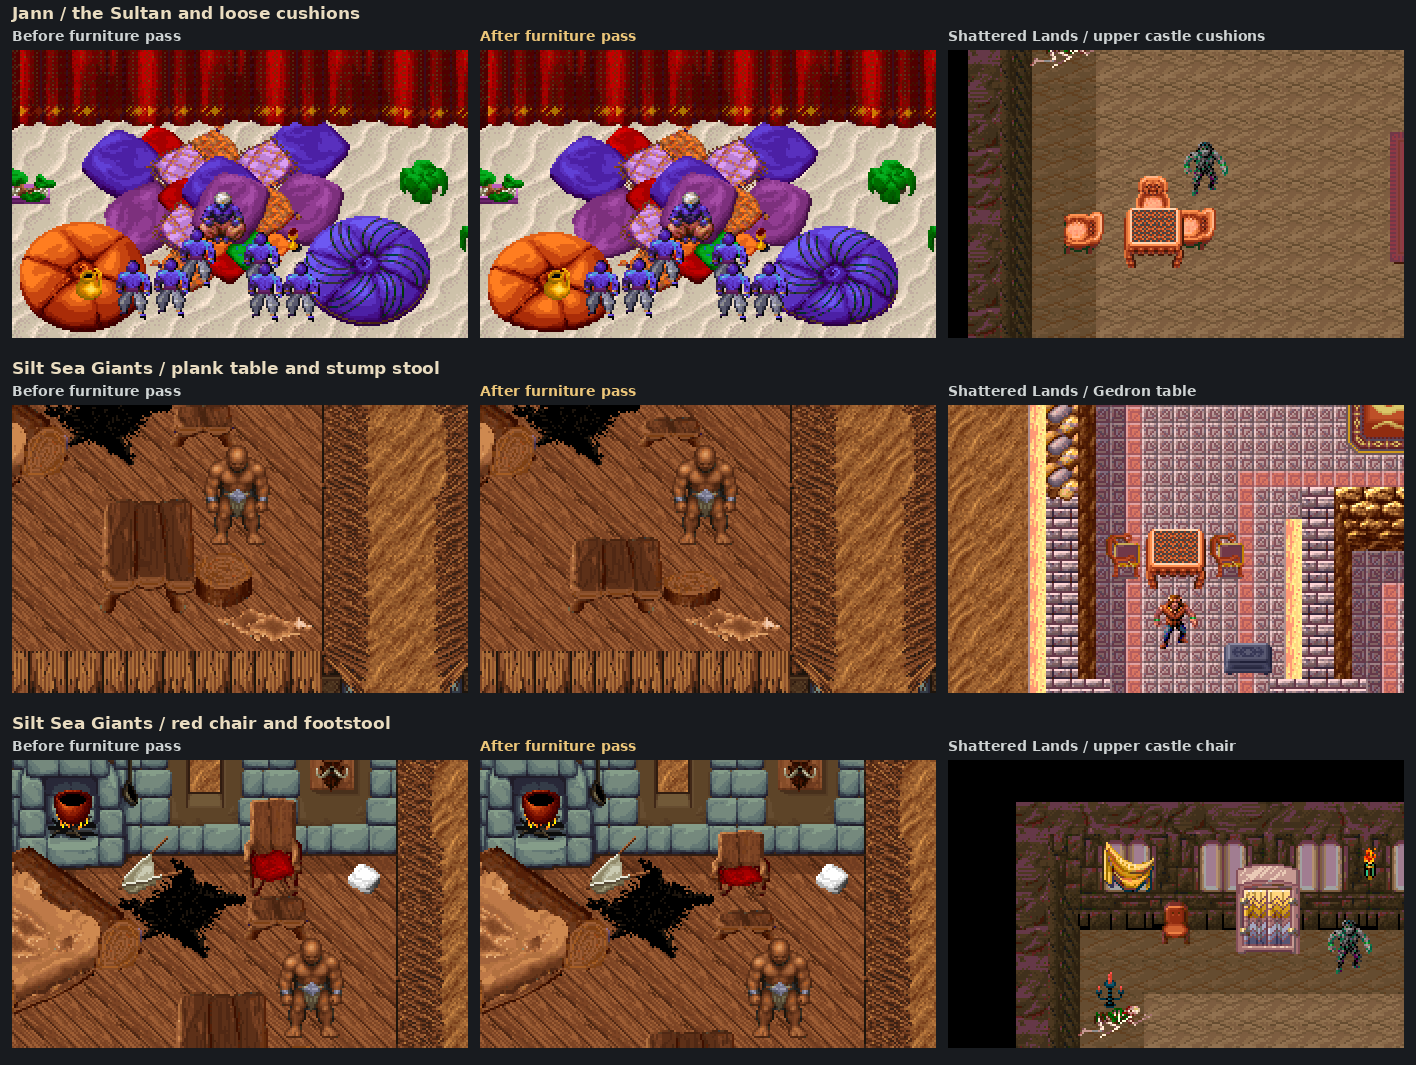 Jann / the Sultan and loose cushions
Before furniture pass
After furniture pass
Shattered Lands / upper castle cushions
Silt Sea Giants / plank table and stump stool
Before furniture pass
After furniture pass
Shattered Lands / Gedron table
Silt Sea Giants / red chair and footstool
Before furniture pass
After furniture pass
Shattered Lands / upper castle chair